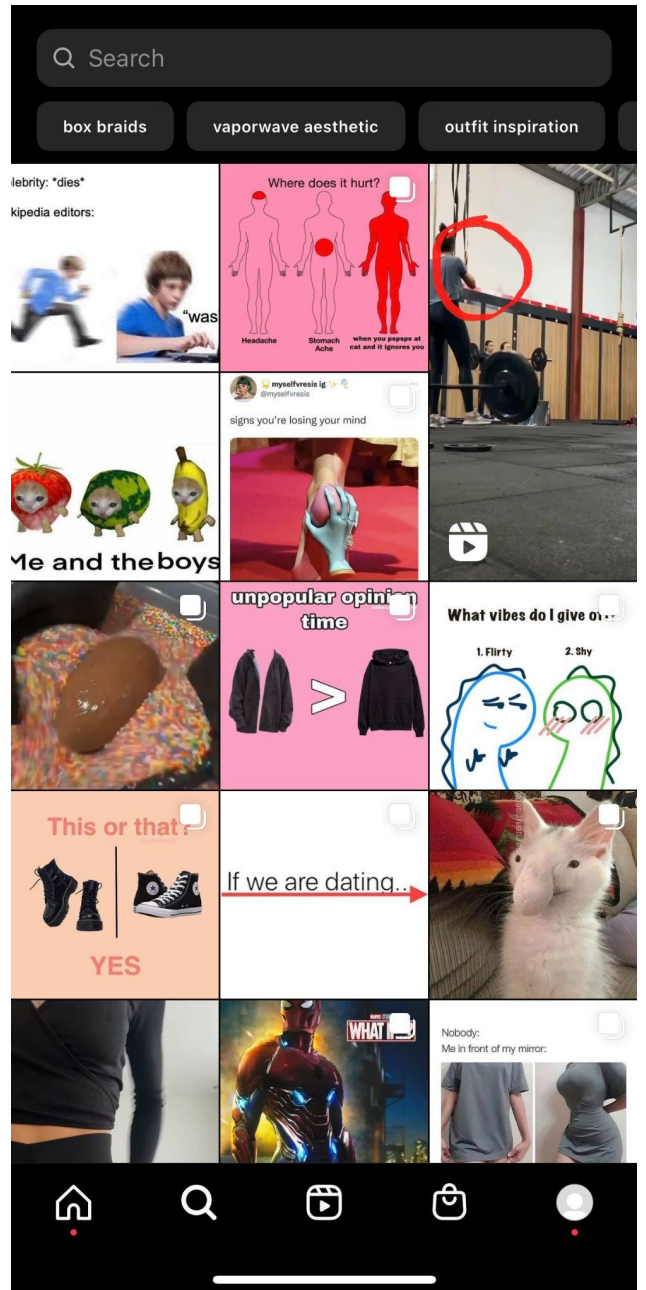 Search
box braids
vaporwave aesthetic
outfit inspiration
lebrity: *dies*
kipedia editors:
"was
Where does it hurt?
Headache
Stomach
Ache
when you pspsps at
cat and it ignores you
Me and the boys
myselfvresis ig
@myselfvresis
signs you're losing your mind
unpopular opinion
time
>
What vibes do I give off?
1. Flirty
2. Shy
This or that?
YES
If we are dating..
MARVEL STUDIOS
WHAT
Nobody:
Me in front of my mirror: